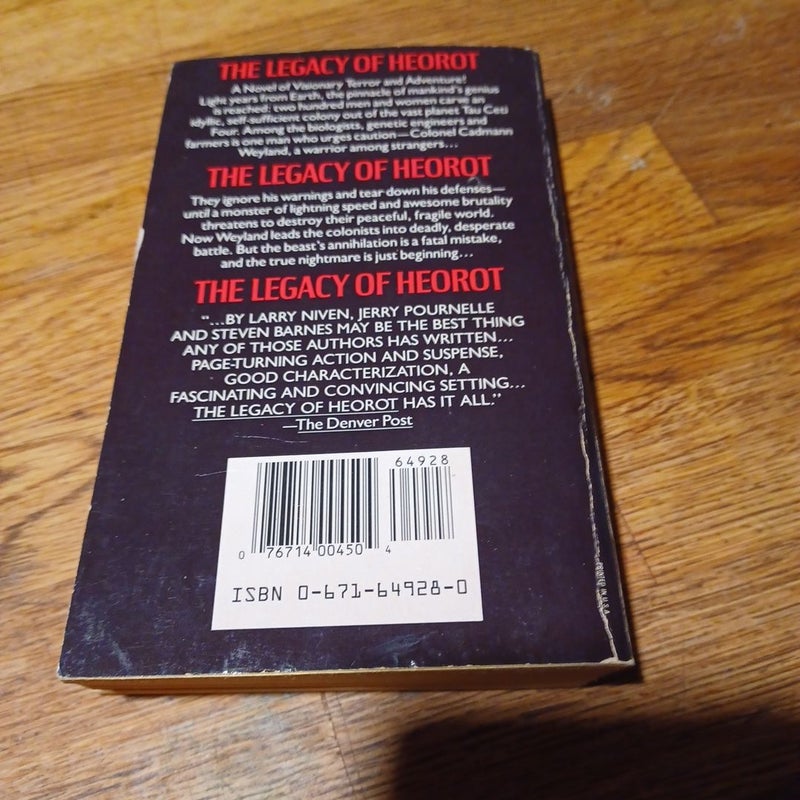 THE LEGACY OF HEOROT
A Novel of Visionary Terror and Adventure!
Light years from Earth, the pinnacle of mankind's genius
is reached: two hundred men and women carve an
idyllic, self-sufficient colony out of the vast planet Tau Ceti
Four. Among the biologists, genetic engineers and
farmers is one man who urges caution—Colonel Cadmann
Weyland, a warrior among strangers...
THE LEGACY OF HEOROT
They ignore his warnings and tear down his defenses—
until a monster of lightning speed and awesome brutality
threatens to destroy their peaceful, fragile world.
Now Weyland leads the colonists into deadly, desperate
battle. But the beast's annihilation is a fatal mistake,
and the true nightmare is just beginning...
THE LEGACY OF HEOROT
"...BY LARRY NIVEN, JERRY POURNELLE
AND STEVEN BARNES MAY BE THE BEST THING
ANY OF THOSE AUTHORS HAS WRITTEN...
PAGE-TURNING ACTION AND SUSPENSE,
GOOD CHARACTERIZATION, A
FASCINATING AND CONVINCING SETTING...
THE LEGACY OF HEOROT HAS IT ALL."
—The Denver Post
64928
0 76714 00450 4
ISBN 0-671-64928-0
IN U.S.A.